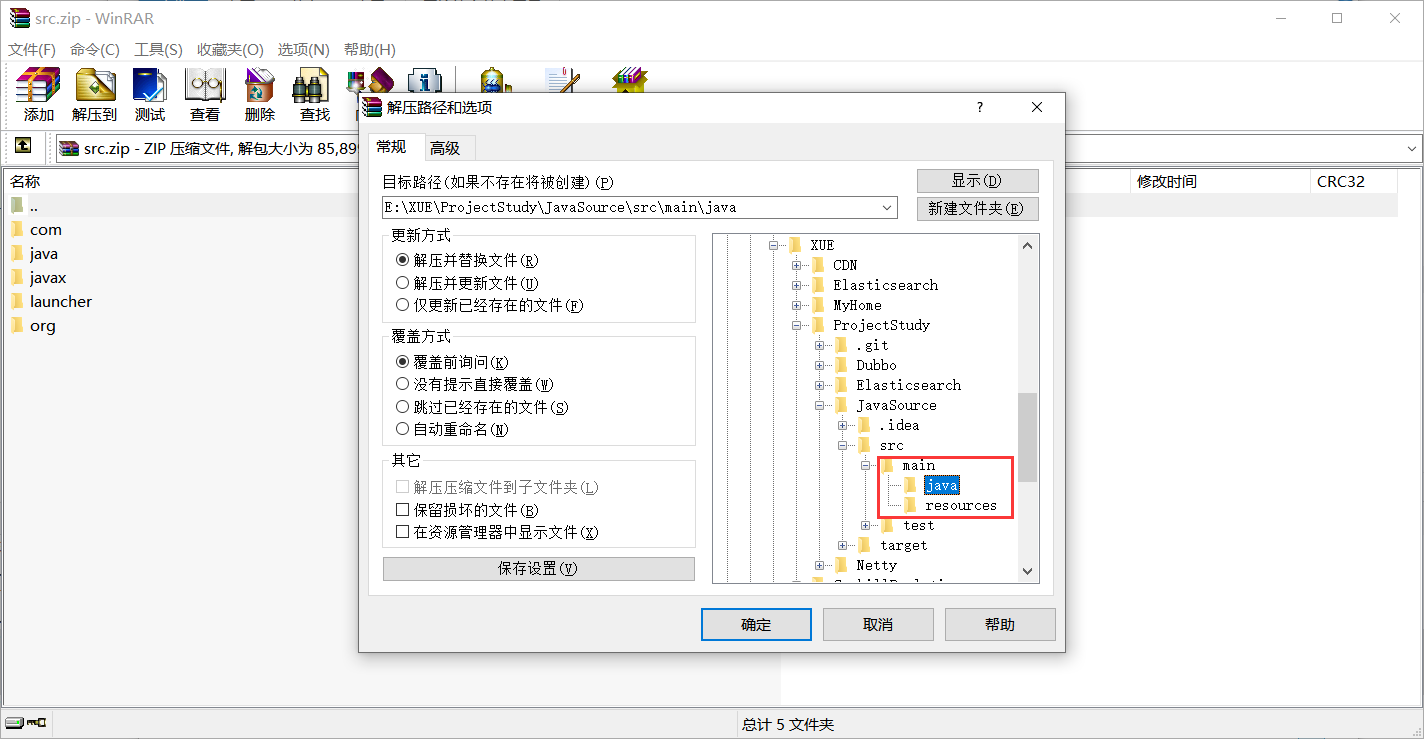 src.zip - WinRAR
文件(F) 命令(C) 工具(S) 收藏夹(O) 选项(N) 帮助(H)
添加 解压到 测试 查看 删除 查找
src.zip - ZIP 压缩文件, 解包大小为 85,899
名称 修改时间 CRC32
..
com
java
javax
launcher
org
解压路径和选项 ?
常规 高级
目标路径(如果不存在将被创建)(P)
E:\XUE\ProjectStudy\JavaSource\src\main\java
显示(D)
新建文件夹(E)
更新方式
解压并替换文件(R)
解压并更新文件(U)
仅更新已经存在的文件(F)
覆盖方式
覆盖前询问(K)
没有提示直接覆盖(W)
跳过已经存在的文件(S)
自动重命名(N)
其它
解压压缩文件到子文件夹(L)
保留损坏的文件(B)
在资源管理器中显示文件(X)
保存设置(V)
XUE
CDN
Elasticsearch
MyHome
ProjectStudy
.git
Dubbo
Elasticsearch
JavaSource
.idea
src
main
java
resources
test
target
Netty
确定 取消 帮助
总计 5 文件夹